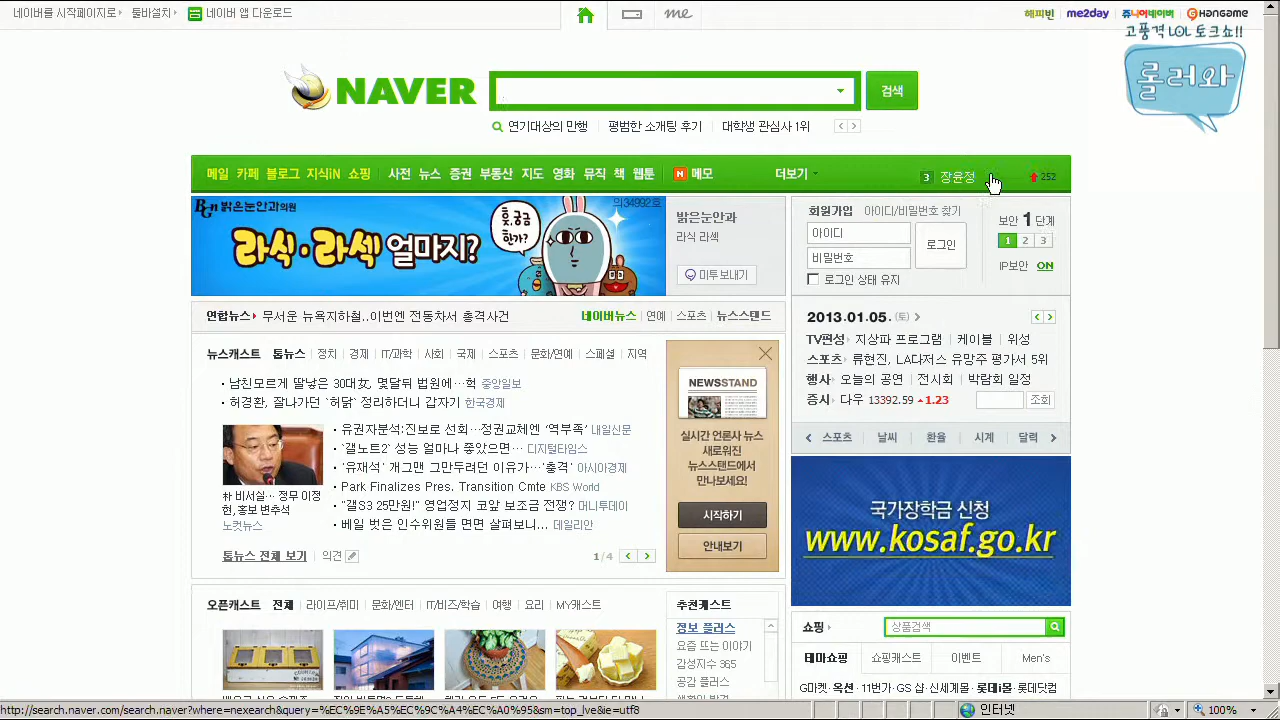 네이버를 시작페이지로 툴바설치 네이버 앱 다운로드
me
해피빈 me2day 쥬니어네이버 HANGAME
고품격 LOL 토크쇼!!
롤러와
NAVER 검색
연기대상의 만행 평범한 소개팅 후기 대학생 관심사 1위
메일 카페 블로그 지식iN 쇼핑 사전 뉴스 증권 부동산 지도 영화 뮤직 책 웹툰 N 메모 더보기 3 장윤정 252
밝은눈안과의원 의34992호
훗,궁금한가?
라식·라섹 얼마지?
밝은눈안과
라식 라섹
미투보내기
회원가입 아이디/비밀번호 찾기
아이디
비밀번호
로그인
로그인 상태 유지
보안 1 단계
1 2 3
IP보안 ON
연합뉴스 무서운 뉴욕지하철..이번엔 전동차서 총격사건 네이버뉴스 연예 스포츠 뉴스스탠드
2013.01.05. (토)
TV편성 지상파 프로그램 케이블 위성
스포츠 류현진, LA다저스 유망주 평가서 5위
행사 오늘의 공연 전시회 박람회 일정
증시 다우 13392.59 1.23 조회
스포츠 날씨 환율 시계 달력
뉴스캐스트 톱뉴스 정치 경제 IT/과학 사회 국제 스포츠 문화/연예 스페셜 지역
남친모르게 딸낳은 30대女, 몇달뒤 법원에…헉 중앙일보
허경환, 잘나가던 '허닭' 정리하더니 갑자기 한국경제
유권자분석:진보로 선회…정권교체엔 '역부족' 내일신문
'갤노트2' 성능 얼마나 좋았으면… 디지털타임스
'유재석' 개그맨 그만두려던 이유가…'충격' 아시아경제
Park Finalizes Pres. Transition Cmte KBS World
"갤S3 25만원!" 영업정지 코앞 보조금 전쟁? 머니투데이
베일 벗은 인수위원들 면면 살펴보니… 데일리안
朴 비서실… 정무 이정현, 홍보 변추석
노컷뉴스
톱뉴스 전체 보기 의견 1/4
NEWSSTAND
실시간 언론사 뉴스
새로워진
뉴스스탠드에서
만나보세요!
시작하기
안내보기
국가장학금 신청
www.kosaf.go.kr
오픈캐스트 전체 라이프/취미 문화/엔터 IT/비즈/학습 여행 요리 MY캐스트
추천캐스트
정보 플러스
요즘 뜨는 이야기
감성지수 365
공감 플러스
쇼핑 상품검색
테마쇼핑 쇼핑캐스트 이벤트 Men's
G마켓 옥션 11번가 GS 샵 신세계몰 롯데i몰 롯데닷컴
http://search.naver.com/search.naver?where=nexearch&query=%EC%9E%A5%EC%9C%A4%EC%A0%95&sm=top_lve&ie=utf8 인터넷 100%